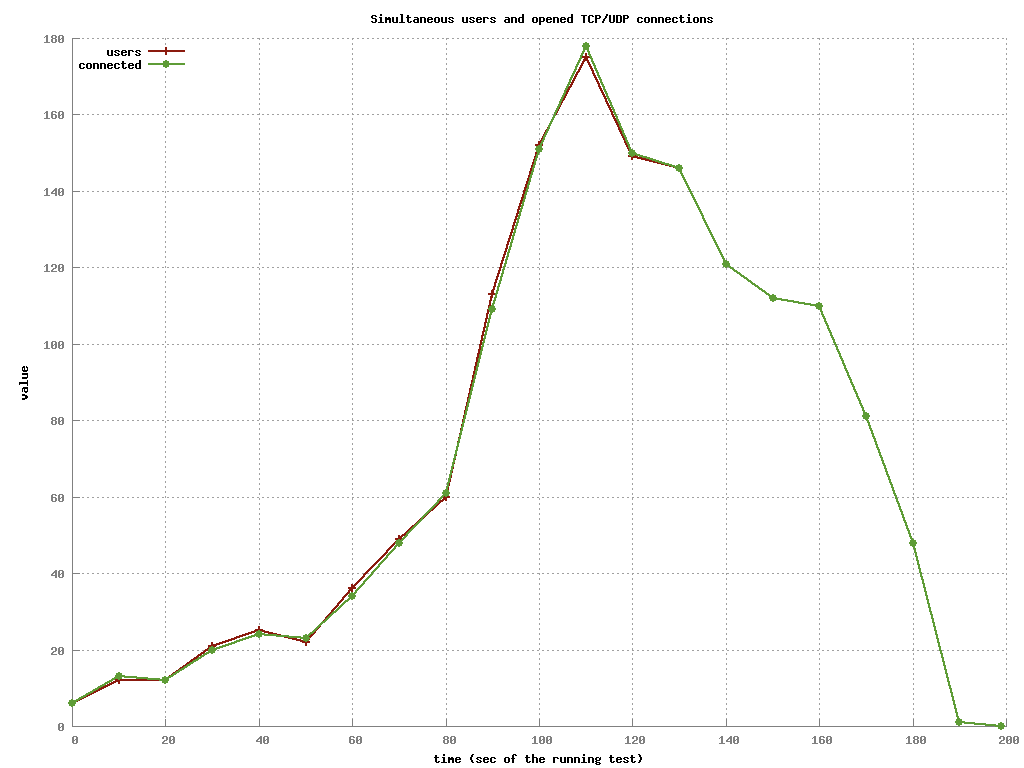 Simultaneous users and opened TCP/UDP connections
users
connected
180
160
140
120
100
80
60
40
20
0
value
0 20 40 60 80 100 120 140 160 180 200
time (sec of the running test)